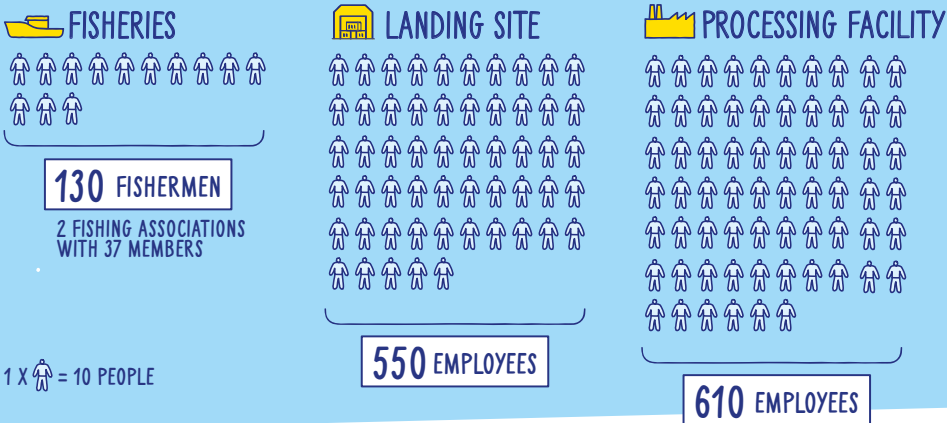 FISHERIES
130 FISHERMEN
2 FISHING ASSOCIATIONS
WITH 37 MEMBERS
1 X = 10 PEOPLE
LANDING SITE
550 EMPLOYEES
PROCESSING FACILITY
610 EMPLOYEES